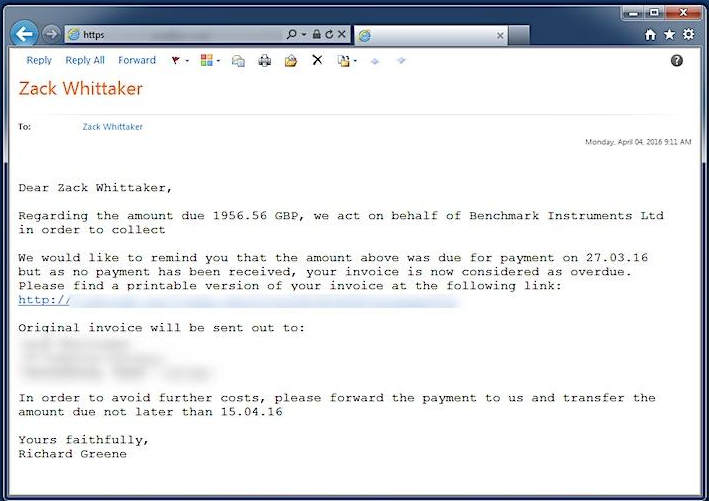 https
Reply Reply All Forward
Zack Whittaker
To: Zack Whittaker
Monday, April 04, 2016 9:11 AM
Dear Zack Whittaker,
Regarding the amount due 1956.56 GBP, we act on behalf of Benchmark Instruments Ltd
in order to collect
We would like to remind you that the amount above was due for payment on 27.03.16
but as no payment has been received, your invoice is now considered as overdue.
Please find a printable version of your invoice at the following link:
http://
Original invoice will be sent out to:
In order to avoid further costs, please forward the payment to us and transfer the
amount due not later than 15.04.16
Yours faithfully,
Richard Greene